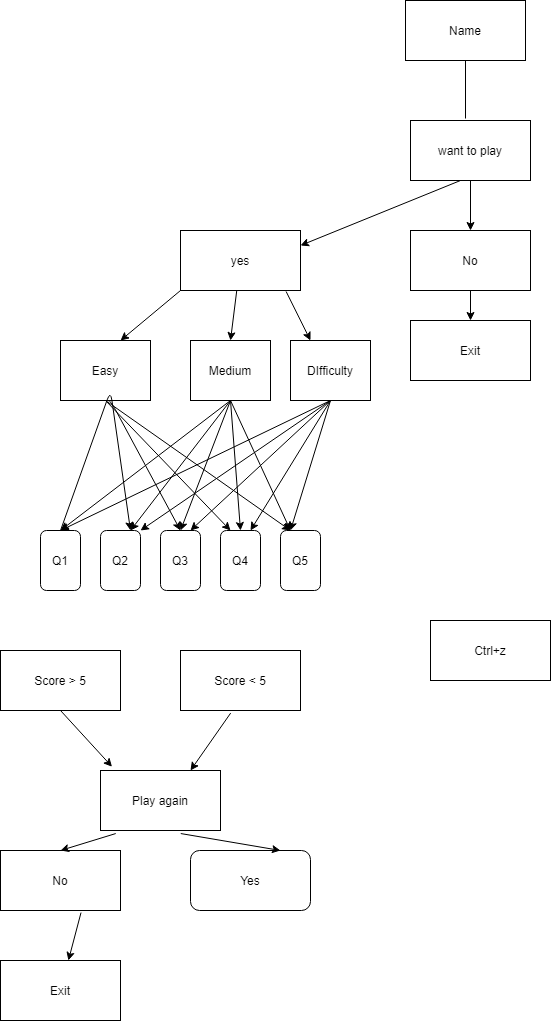 Name
want to play
yes
No
Easy
Medium
DIfficulty
Exit
Q1
Q2
Q3
Q4
Q5
Ctrl+z
Score > 5
Score < 5
Play again
No
Yes
Exit